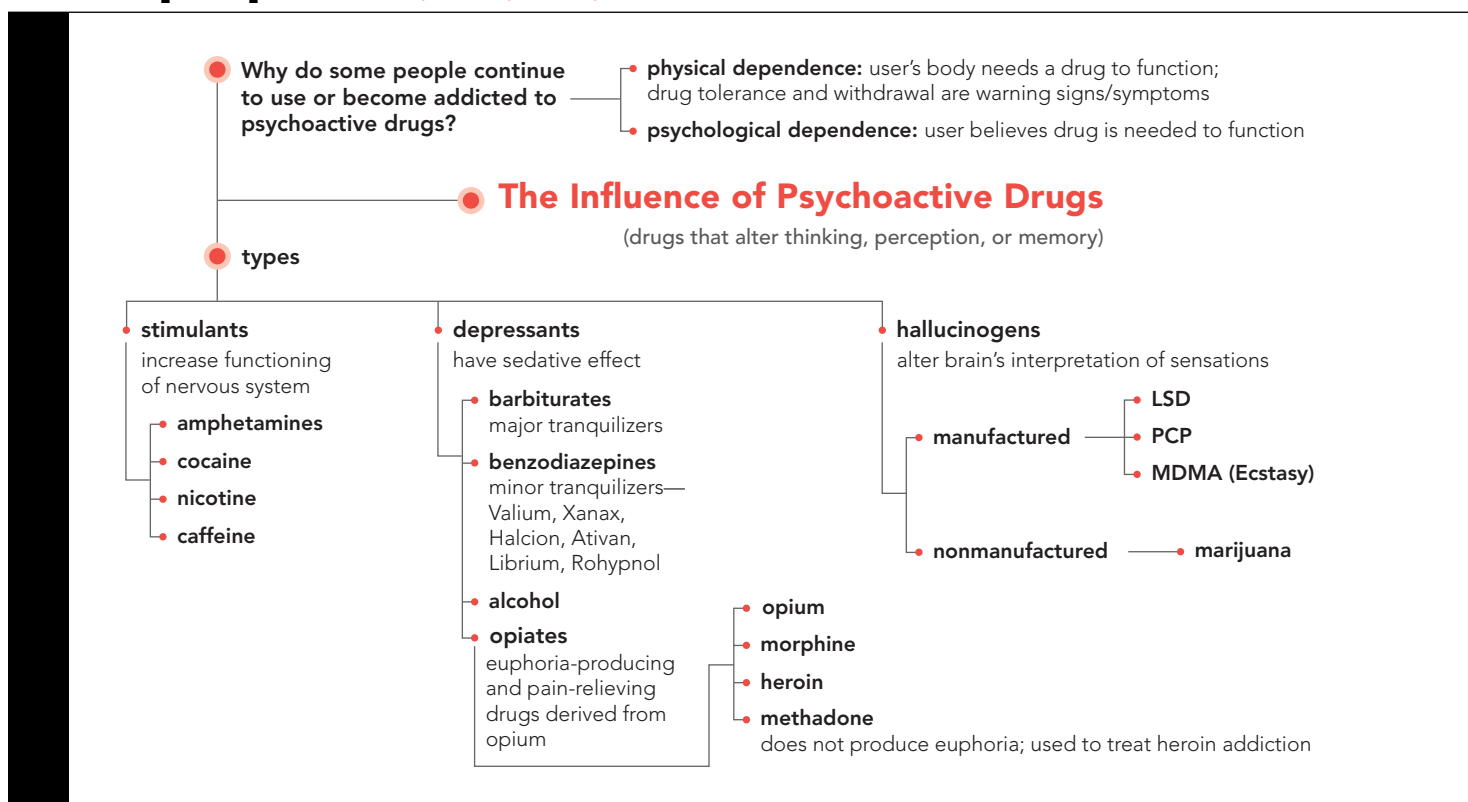 Why do some people continue
to use or become addicted to
psychoactive drugs?
physical dependence: user's body needs a drug to function;
drug tolerance and withdrawal are warning signs/symptoms
psychological dependence: user believes drug is needed to function
The Influence of Psychoactive Drugs
(drugs that alter thinking, perception, or memory)
types
stimulants
increase functioning
of nervous system
amphetamines
cocaine
nicotine
caffeine
depressants
have sedative effect
barbiturates
major tranquilizers
benzodiazepines
minor tranquilizers—
Valium, Xanax,
Halcion, Ativan,
Librium, Rohypnol
alcohol
opiates
euphoria-producing
and pain-relieving
drugs derived from
opium
opium
morphine
heroin
methadone
does not produce euphoria; used to treat heroin addiction
hallucinogens
alter brain's interpretation of sensations
manufactured
LSD
PCP
MDMA (Ecstasy)
nonmanufactured
marijuana